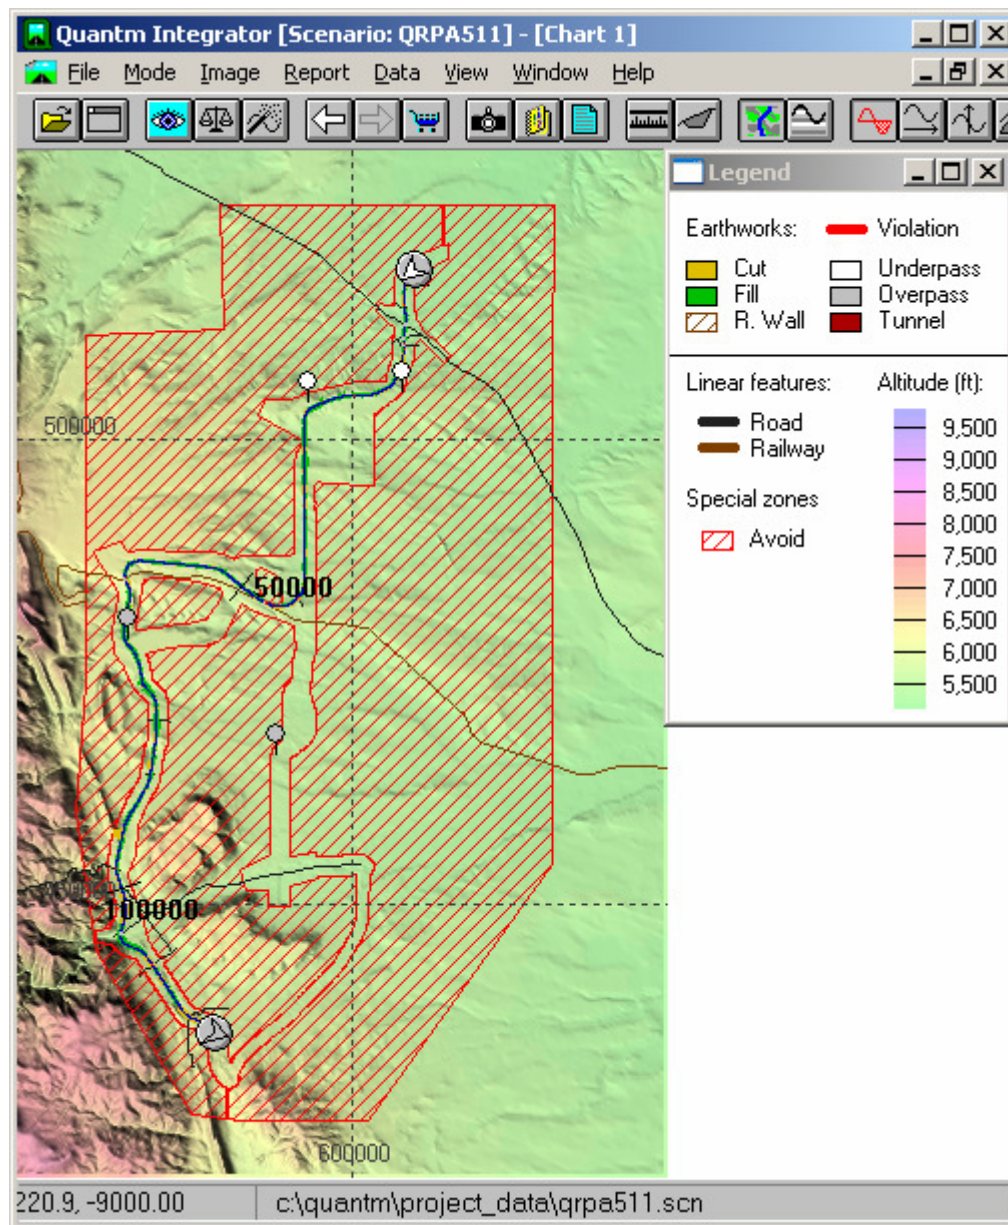 Quantm Integrator [Scenario: QRPA511] - [Chart 1]
File Mode Image Report Data View Window Help
Legend
Earthworks: Violation
Cut Underpass
Fill Overpass
R. Wall Tunnel
Linear features: Altitude (ft):
Road
Railway
Special zones
Avoid
9,500
9,000
8,500
8,000
7,500
7,000
6,500
6,000
5,500
500000
50000
100000
600000
220.9, -9000.00 c:\quantm\project_data\qrpa511.scn